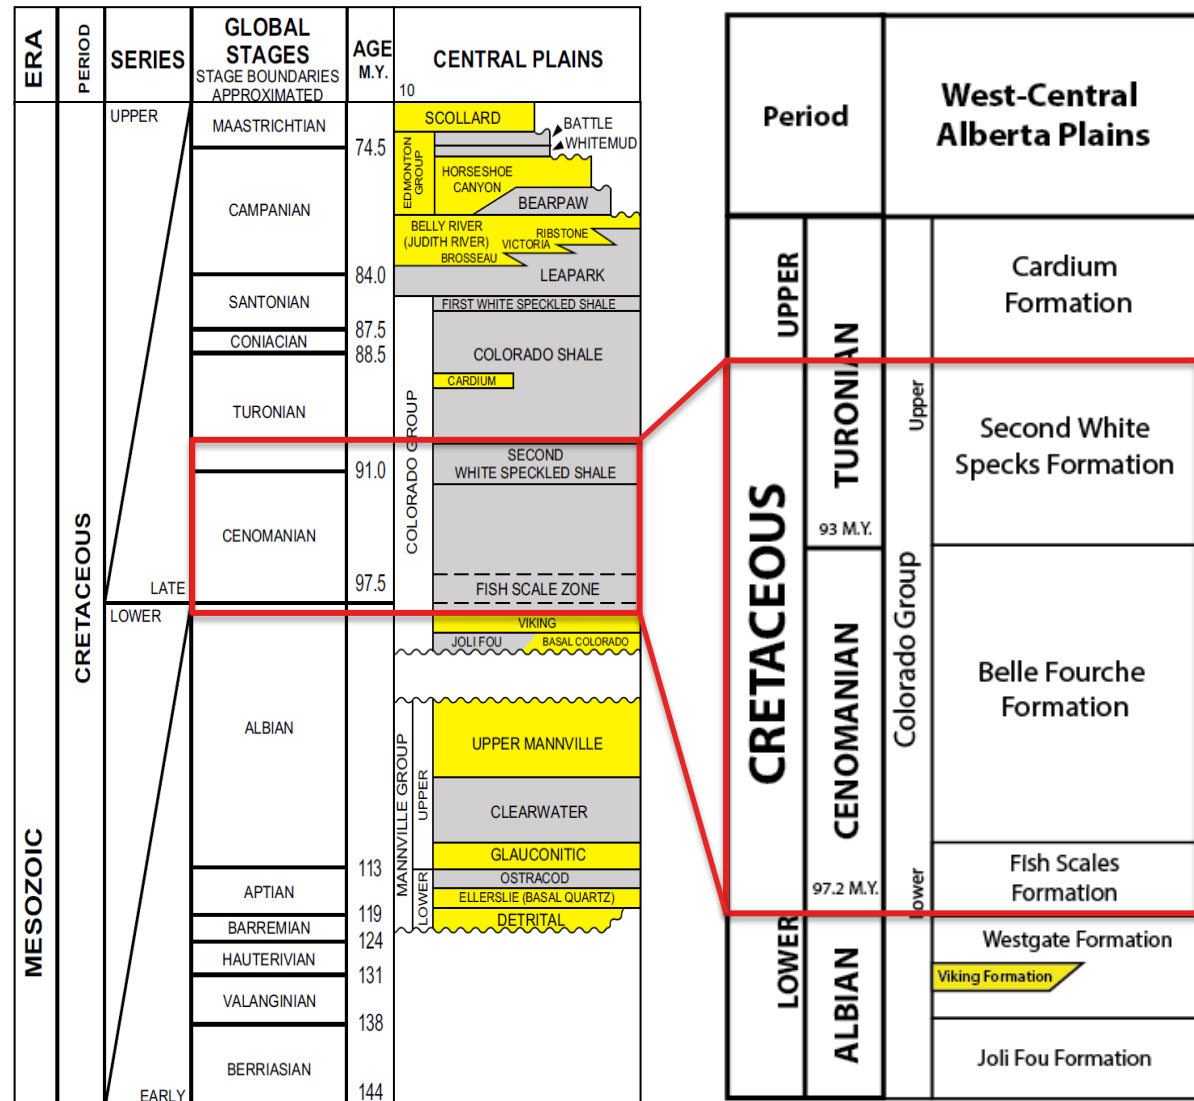 ERA
PERIOD
SERIES
GLOBAL
STAGES
STAGE BOUNDARIES
APPROXIMATED
AGE
M.Y.
CENTRAL PLAINS
10
MESOZOIC
CRETACEOUS
UPPER
LATE
LOWER
EARLY
MAASTRICHTIAN
74.5
CAMPANIAN
84.0
SANTONIAN
87.5
CONIACIAN
88.5
TURONIAN
91.0
CENOMANIAN
97.5
ALBIAN
113
APTIAN
119
BARREMIAN
124
HAUTERIVIAN
131
VALANGINIAN
138
BERRIASIAN
144
SCOLLARD
BATTLE
WHITEMUD
EDMONTON
GROUP
HORSESHOE
CANYON
BEARPAW
BELLY RIVER
(JUDITH RIVER)
BROSSEAU
VICTORIA
RIBSTONE
LEAPARK
COLORADO GROUP
FIRST WHITE SPECKLED SHALE
COLORADO SHALE
CARDIUM
SECOND
WHITE SPECKLED SHALE
FISH SCALE ZONE
VIKING
JOLI FOU
BASAL COLORADO
MANNVILLE GROUP
UPPER
LOWER
UPPER MANNVILLE
CLEARWATER
GLAUCONITIC
OSTRACOD
ELLERSLIE (BASAL QUARTZ)
DETRITAL
Period
West-Central
Alberta Plains
CRETACEOUS
UPPER
LOWER
TURONIAN
93 M.Y.
CENOMANIAN
97.2 M.Y.
ALBIAN
Colorado Group
Upper
Lower
Cardium
Formation
Second White
Specks Formation
Belle Fourche
Formation
Fish Scales
Formation
Westgate Formation
Viking Formation
Joli Fou Formation